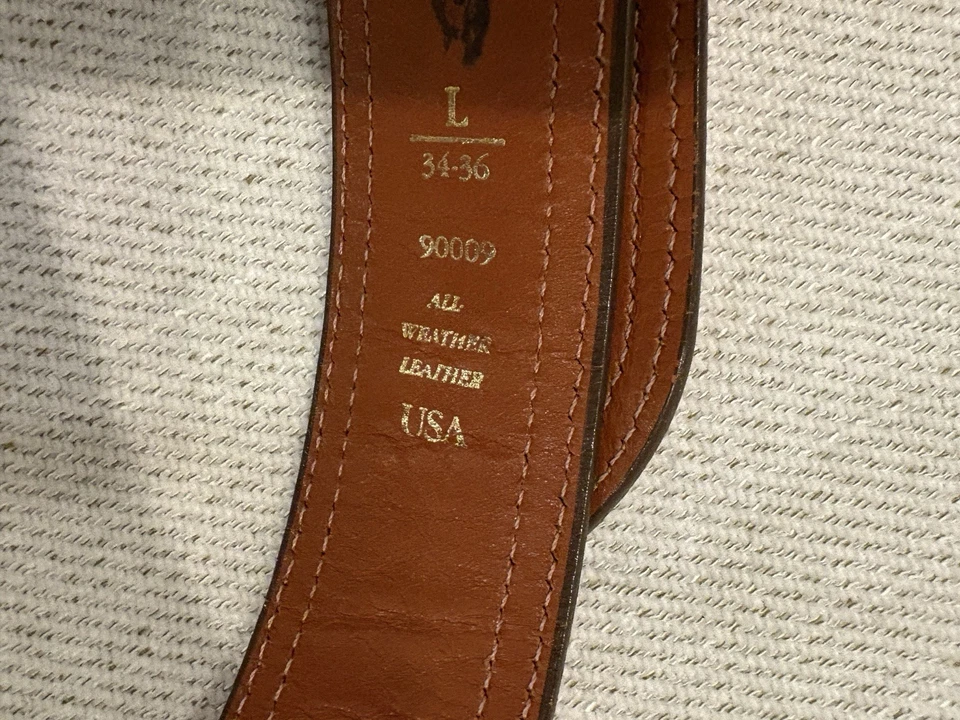 L
34-36
90009
ALL
WEATHER
LEATHER
USA